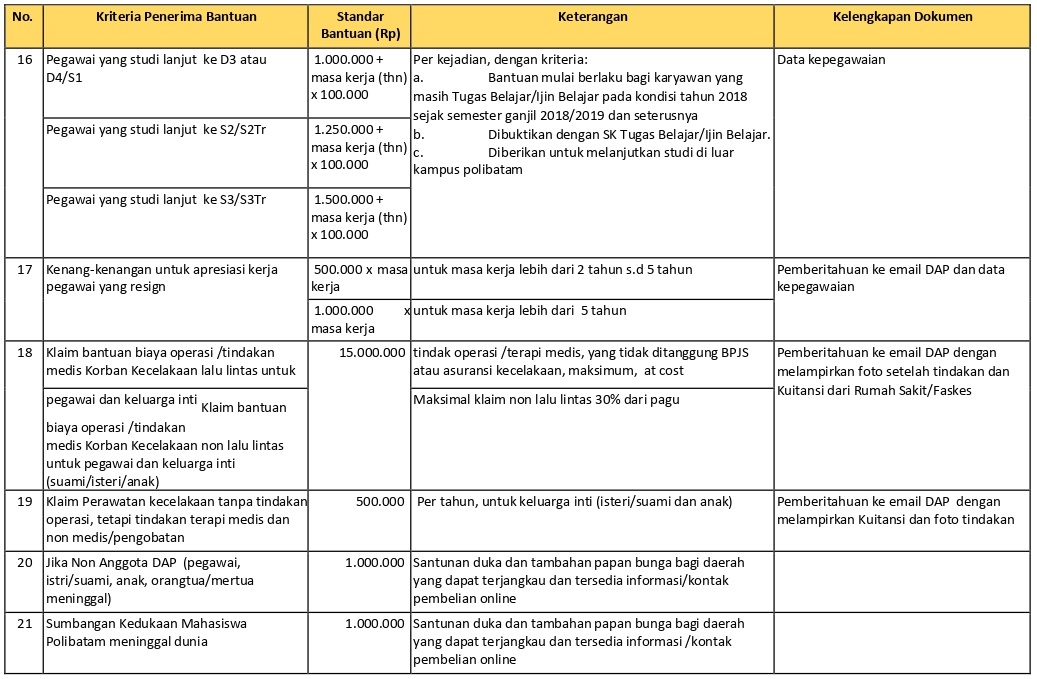 No.
Kriteria Penerima Bantuan
Standar
Bantuan (Rp)
Keterangan
Kelengkapan Dokumen
16
Pegawai yang studi lanjut ke D3 atau
D4/S1
1.000.000 +
masa kerja (thn)
x 100.000
Per kejadian, dengan kriteria:
a. Bantuan mulai berlaku bagi karyawan yang
masih Tugas Belajar/Ijin Belajar pada kondisi tahun 2018
sejak semester ganjil 2018/2019 dan seterusnya
b. Dibuktikan dengan SK Tugas Belajar/Ijin Belajar.
c. Diberikan untuk melanjutkan studi di luar
kampus polibatam
Data kepegawaian
Pegawai yang studi lanjut ke S2/S2Tr
1.250.000 +
masa kerja (thn)
x 100.000
Pegawai yang studi lanjut ke S3/S3Tr
1.500.000 +
masa kerja (thn)
x 100.000
17
Kenang-kenangan untuk apresiasi kerja
pegawai yang resign
500.000 x masa
kerja
untuk masa kerja lebih dari 2 tahun s.d 5 tahun
Pemberitahuan ke email DAP dan data
kepegawaian
1.000.000 x
masa kerja
untuk masa kerja lebih dari 5 tahun
18
Klaim bantuan biaya operasi /tindakan
medis Korban Kecelakaan lalu lintas untuk
15.000.000
tindak operasi /terapi medis, yang tidak ditanggung BPJS
atau asuransi kecelakaan, maksimum, at cost
Pemberitahuan ke email DAP dengan
melampirkan foto setelah tindakan dan
Kuitansi dari Rumah Sakit/Faskes
pegawai dan keluarga inti Klaim bantuan
biaya operasi /tindakan
medis Korban Kecelakaan non lalu lintas
untuk pegawai dan keluarga inti
(suami/isteri/anak)
Maksimal klaim non lalu lintas 30% dari pagu
19
Klaim Perawatan kecelakaan tanpa tindakan
operasi, tetapi tindakan terapi medis dan
non medis/pengobatan
500.000
Per tahun, untuk keluarga inti (isteri/suami dan anak)
Pemberitahuan ke email DAP dengan
melampirkan Kuitansi dan foto tindakan
20
Jika Non Anggota DAP (pegawai,
istri/suami, anak, orangtua/mertua
meninggal)
1.000.000
Santunan duka dan tambahan papan bunga bagi daerah
yang dapat terjangkau dan tersedia informasi/kontak
pembelian online
21
Sumbangan Kedukaan Mahasiswa
Polibatam meninggal dunia
1.000.000
Santunan duka dan tambahan papan bunga bagi daerah
yang dapat terjangkau dan tersedia informasi /kontak
pembelian online